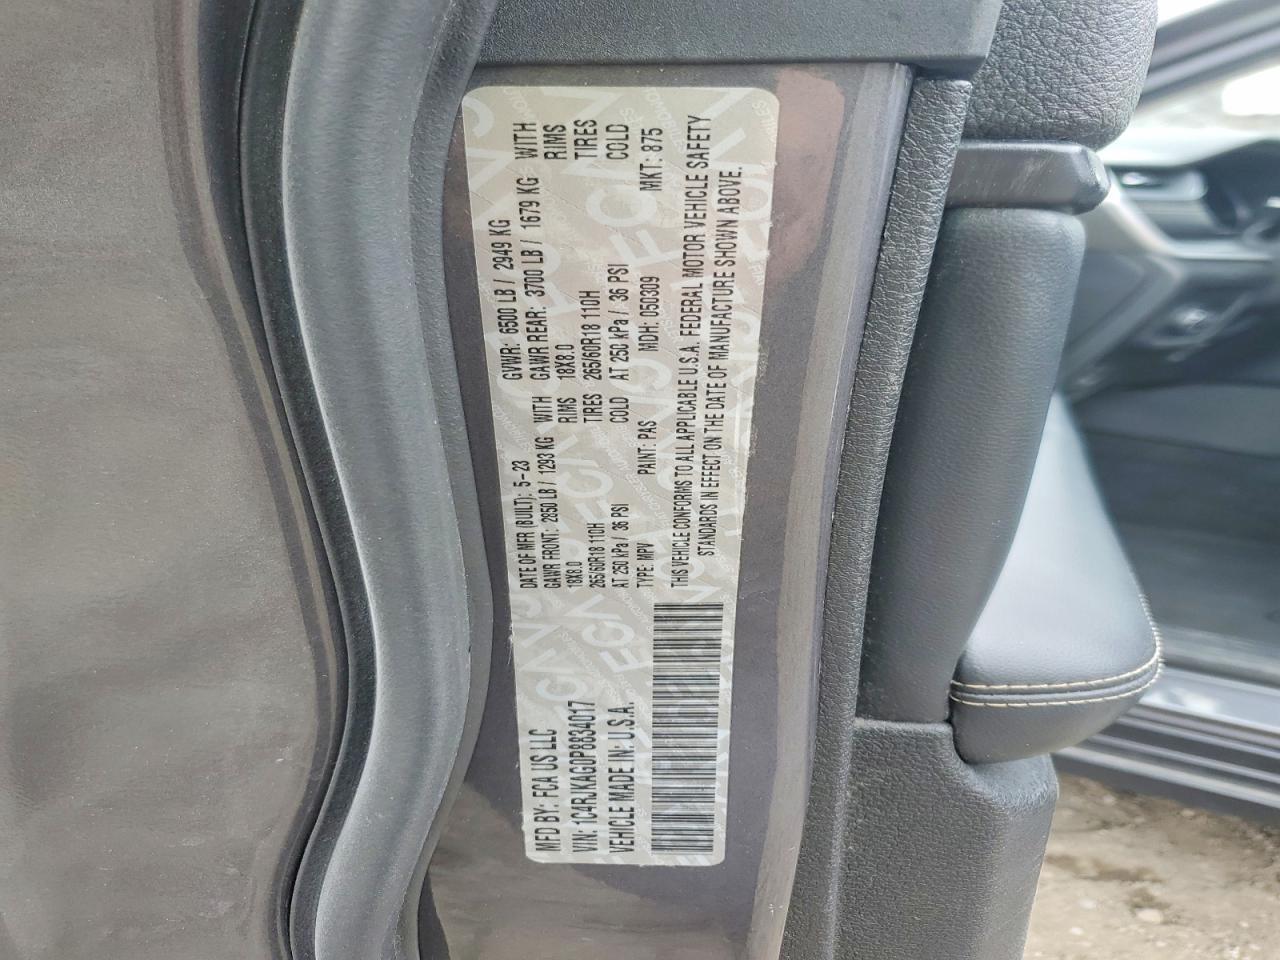 MFD BY: FCA US LLC
DATE OF MFR (BUILT): 5-23
GVWR: 6500 LB / 2949 KG
VIN: 1C4RJKAG0P8834017
GAWR FRONT: 2850 LB / 1293 KG WITH
GAWR REAR: 3700 LB / 1679 KG WITH
18X8.0 RIMS
18X8.0 RIMS
VEHICLE MADE IN: U.S.A.
265/60R18 110H TIRES
265/60R18 110H TIRES
AT 250 kPa / 36 PSI COLD
AT 250 kPa / 36 PSI COLD
TYPE: MPV PAINT: PAS MDH: 050309 MKT: 875
THIS VEHICLE CONFORMS TO ALL APPLICABLE U.S.A. FEDERAL MOTOR VEHICLE SAFETY
STANDARDS IN EFFECT ON THE DATE OF MANUFACTURE SHOWN ABOVE.